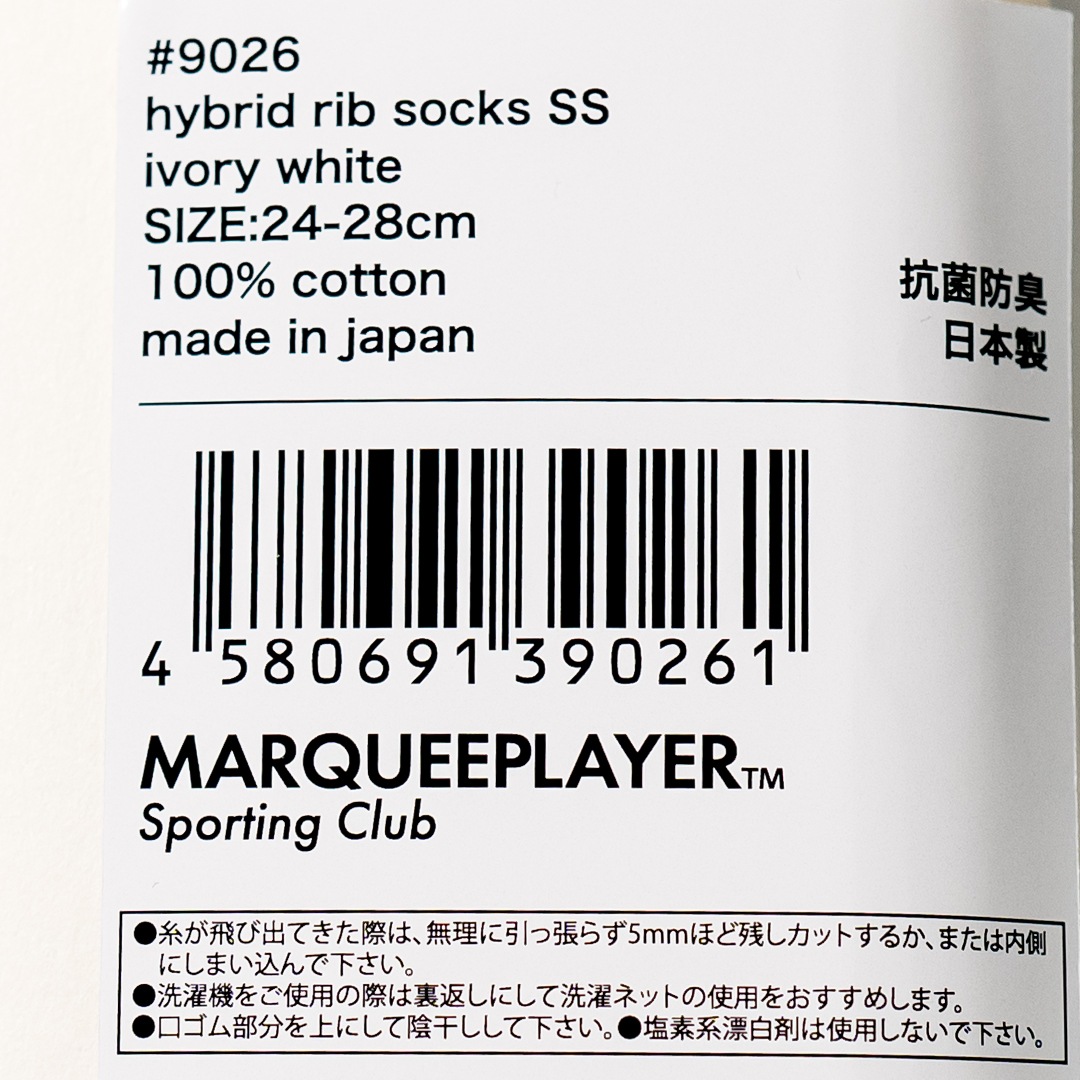 #9026
hybrid rib socks SS
ivory white
SIZE:24-28cm
100% cotton
made in japan
抗菌防臭
日本製
4 580691 390261
MARQUEEPLAYER™
Sporting Club
●糸が飛び出てきた際は、無理に引っ張らず5mmほど残しカットするか、または内側
にしまい込んで下さい。
●洗濯機をご使用の際は裏返しにして洗濯ネットの使用をおすすめします。
●口ゴム部分を上にして陰干しして下さい。●塩素系漂白剤は使用しないで下さい。